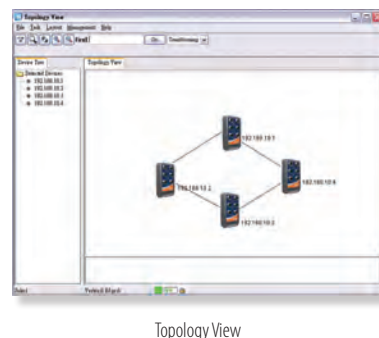 Topology View
File Task Layout Management Help
Find
Device Tree
Topology View
Detected Devices
192.168.10.1
192.168.10.2
192.168.10.3
192.168.10.4
192.168.10.1
192.168.10.2
192.168.10.4
192.168.10.3
Topology View